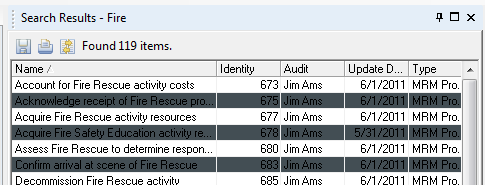 Search Results - Fire
Found 119 items.
Name / Identity Audit Update D... Type
Account for Fire Rescue activity costs 673 Jim Ams 6/1/2011 MRM Pro.
Acknowledge receipt of Fire Rescue pro... 675 Jim Ams 6/1/2011 MRM Pro.
Acquire Fire Rescue activity resources 677 Jim Ams 6/1/2011 MRM Pro.
Acquire Fire Safety Education activity re... 678 Jim Ams 5/31/2011 MRM Pro.
Assess Fire Rescue to determine respon... 680 Jim Ams 6/1/2011 MRM Pro.
Confirm arrival at scene of Fire Rescue 683 Jim Ams 6/1/2011 MRM Pro.
Decommission Fire Rescue activity 685 Jim Ams 6/1/2011 MRM Pro.